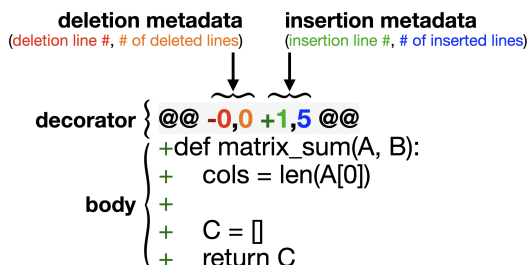 deletion metadata
(deletion line #, # of deleted lines)
insertion metadata
(insertion line #, # of inserted lines)
decorator
@@ -0,0 +1,5 @@
body
+def matrix_sum(A, B):
+    cols = len(A[0])
+
+    C = []
+    return C